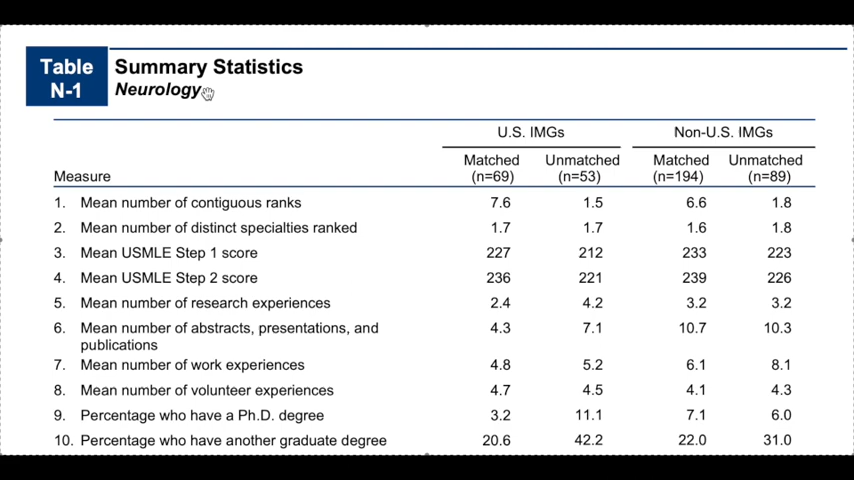 Table N-1
Summary Statistics
Neurology
U.S. IMGs Non-U.S. IMGs
Measure Matched (n=69) Unmatched (n=53) Matched (n=194) Unmatched (n=89)
1. Mean number of contiguous ranks 7.6 1.5 6.6 1.8
2. Mean number of distinct specialties ranked 1.7 1.7 1.6 1.8
3. Mean USMLE Step 1 score 227 212 233 223
4. Mean USMLE Step 2 score 236 221 239 226
5. Mean number of research experiences 2.4 4.2 3.2 3.2
6. Mean number of abstracts, presentations, and 4.3 7.1 10.7 10.3
publications
7. Mean number of work experiences 4.8 5.2 6.1 8.1
8. Mean number of volunteer experiences 4.7 4.5 4.1 4.3
9. Percentage who have a Ph.D. degree 3.2 11.1 7.1 6.0
10. Percentage who have another graduate degree 20.6 42.2 22.0 31.0